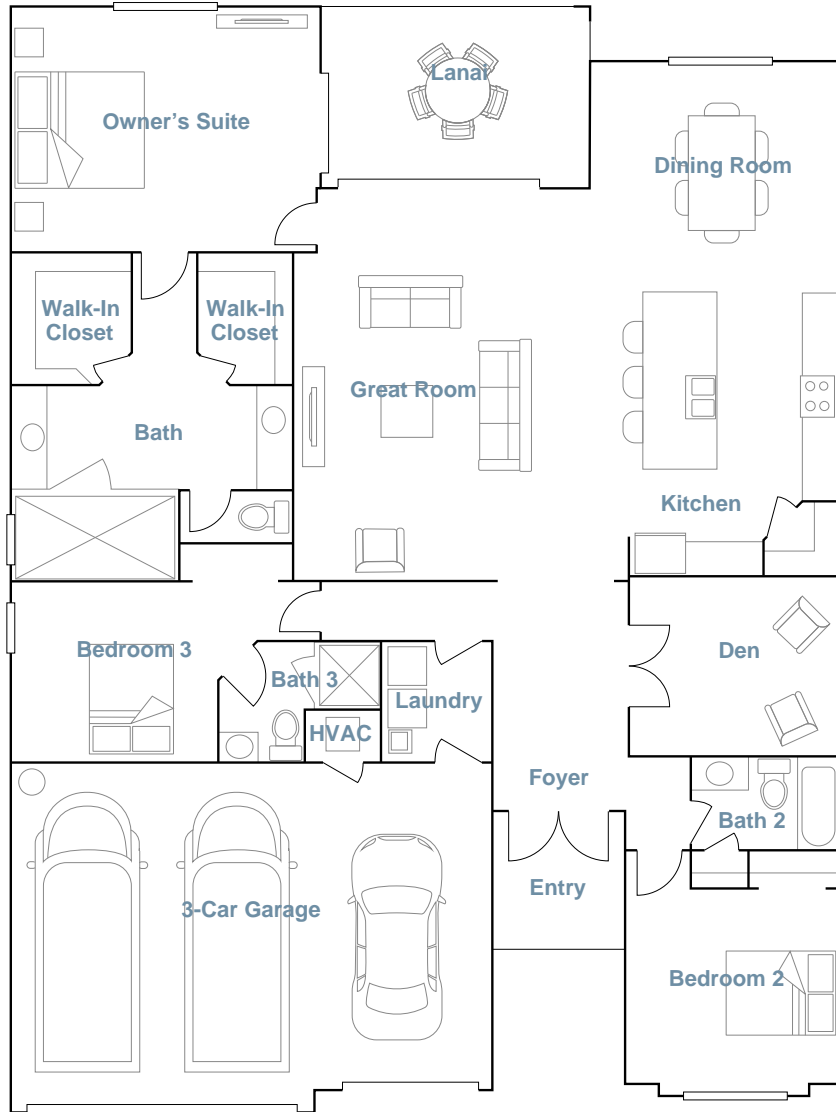 Lanai
Owner's Suite
Dining Room
Walk-In
Closet
Walk-In
Closet
Great Room
Bath
Kitchen
Bedroom 3
Den
Bath 3
Laundry
HVAC
Foyer
Bath 2
Entry
3-Car Garage
Bedroom 2